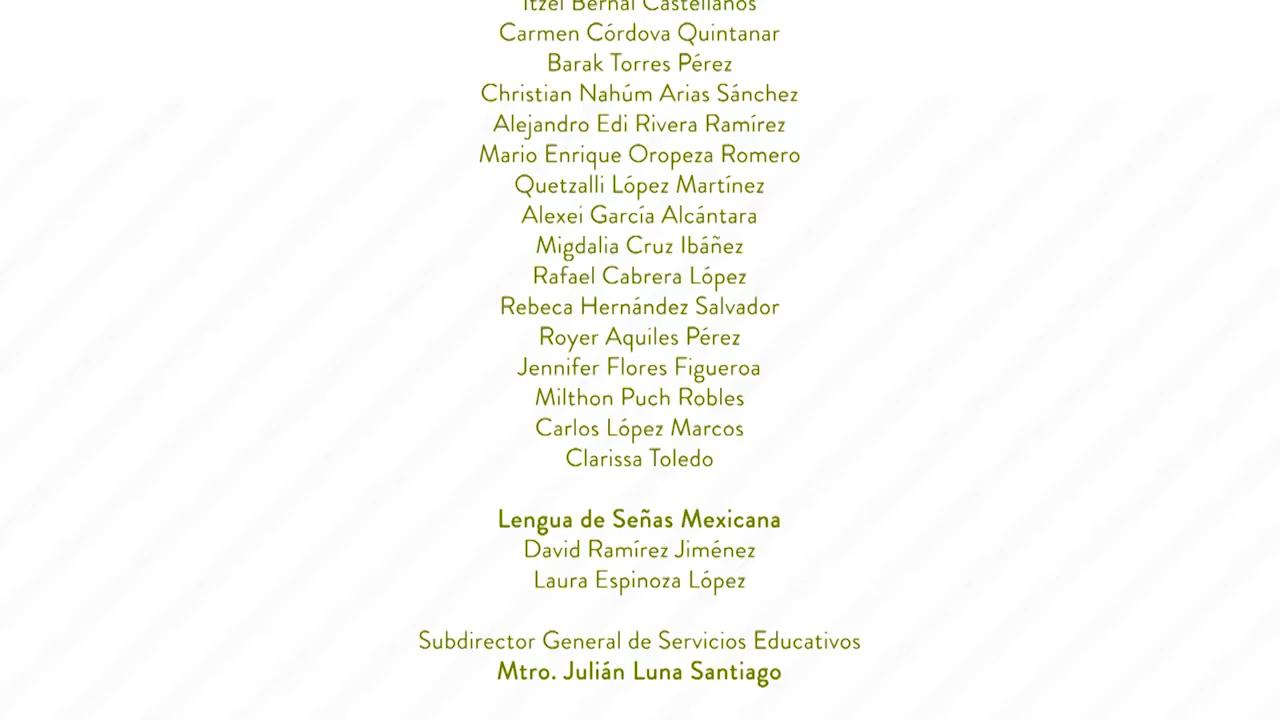 Itzel Bernal Castellanos
Carmen Córdova Quintanar
Barak Torres Pérez
Christian Nahúm Arias Sánchez
Alejandro Edi Rivera Ramírez
Mario Enrique Oropeza Romero
Quetzalli López Martínez
Alexei García Alcántara
Migdalia Cruz Ibáñez
Rafael Cabrera López
Rebeca Hernández Salvador
Royer Aquiles Pérez
Jennifer Flores Figueroa
Milthon Puch Robles
Carlos López Marcos
Clarissa Toledo
Lengua de Señas Mexicana
David Ramírez Jiménez
Laura Espinoza López
Subdirector General de Servicios Educativos
Mtro. Julián Luna Santiago